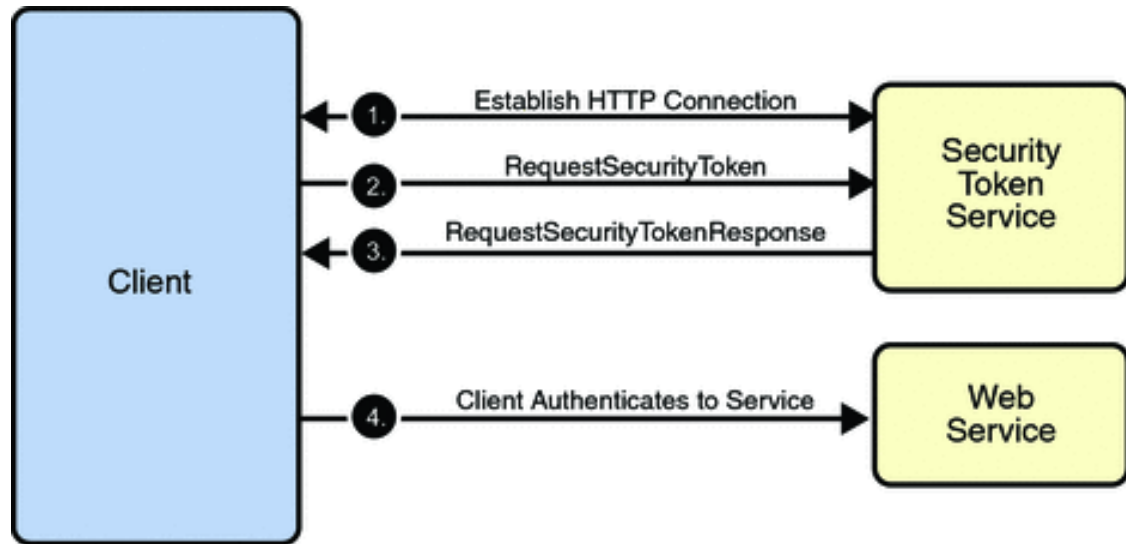 Client
1.
Establish HTTP Connection
2.
RequestSecurityToken
3.
RequestSecurityTokenResponse
Security
Token
Service
4.
Client Authenticates to Service
Web
Service